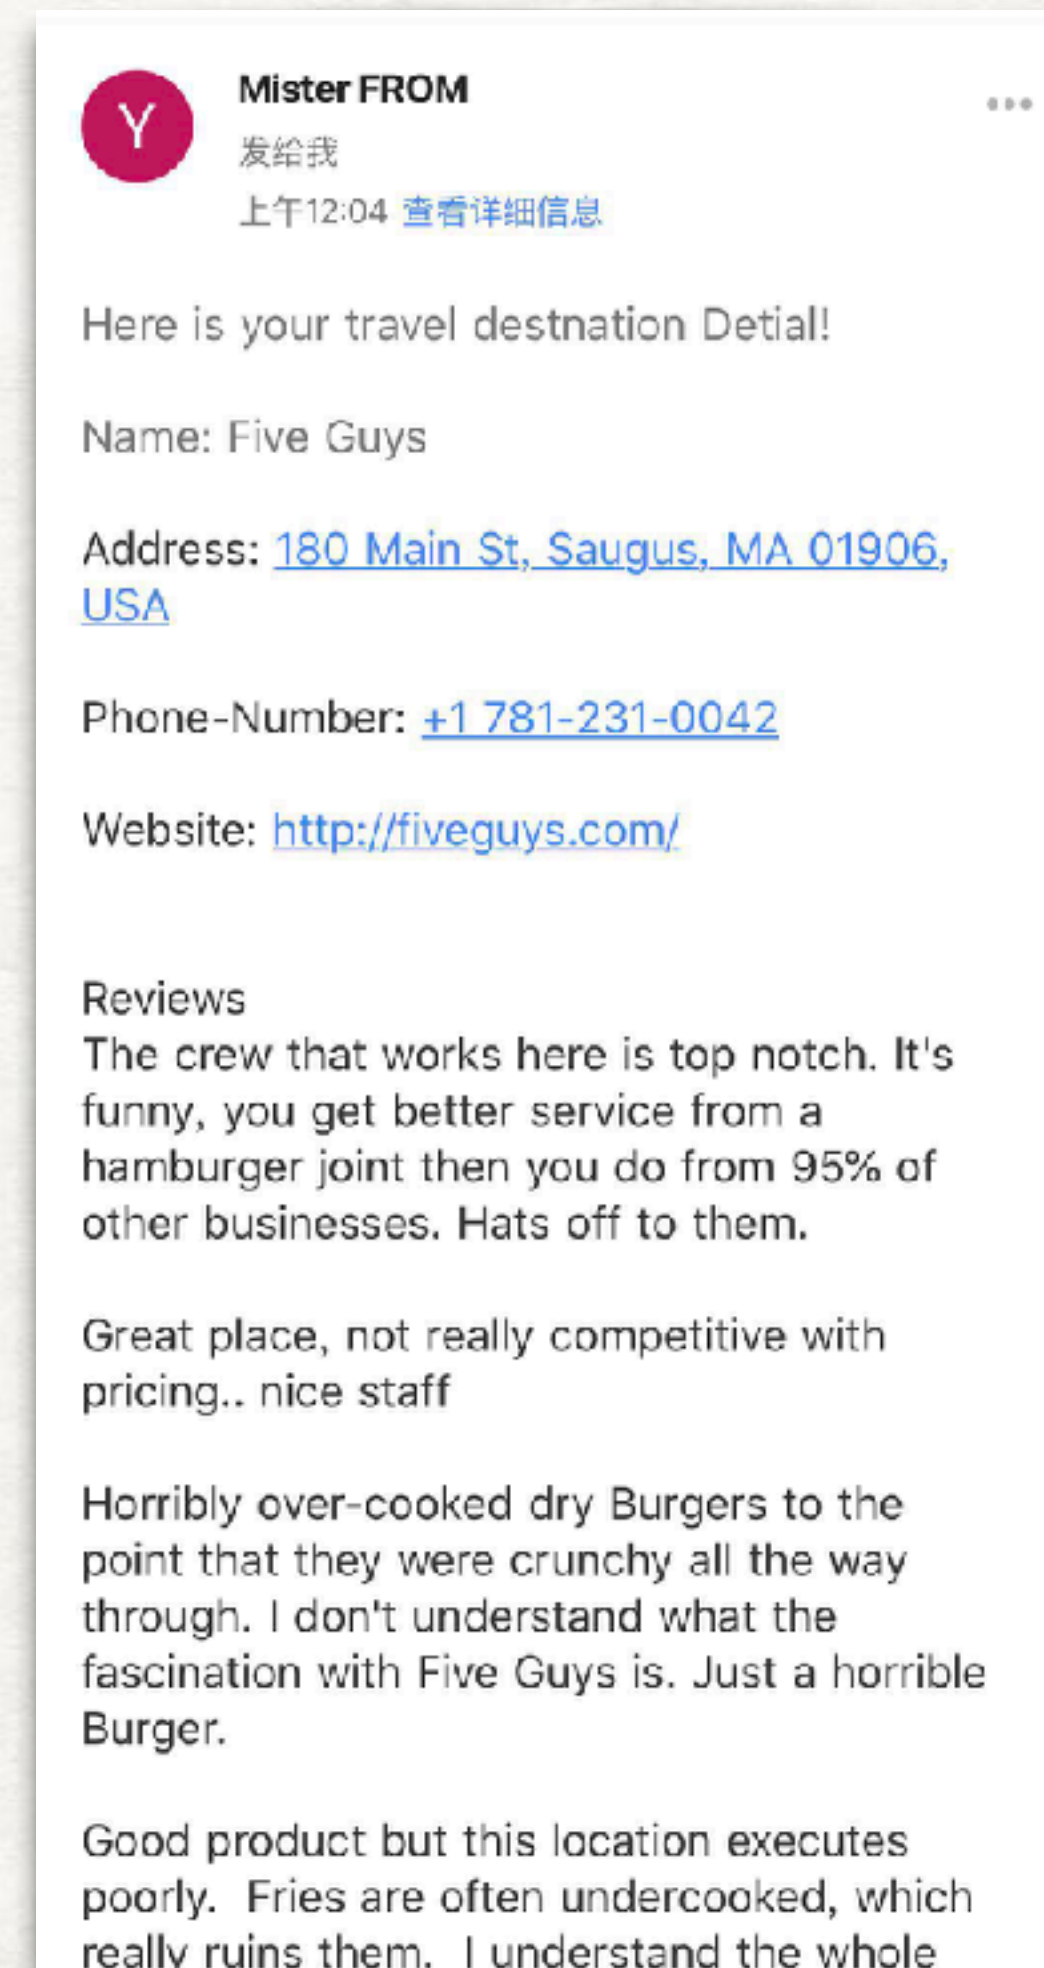 Y
Mister FROM
发给我
上午12:04 查看详细信息
Here is your travel destnation Detial!
Name: Five Guys
Address: 180 Main St, Saugus, MA 01906,
USA
Phone-Number: +1 781-231-0042
Website: http://fiveguys.com/
Reviews
The crew that works here is top notch. It's
funny, you get better service from a
hamburger joint then you do from 95% of
other businesses. Hats off to them.
Great place, not really competitive with
pricing.. nice staff
Horribly over-cooked dry Burgers to the
point that they were crunchy all the way
through. I don't understand what the
fascination with Five Guys is. Just a horrible
Burger.
Good product but this location executes
poorly.  Fries are often undercooked, which
really ruins them.  I understand the whole